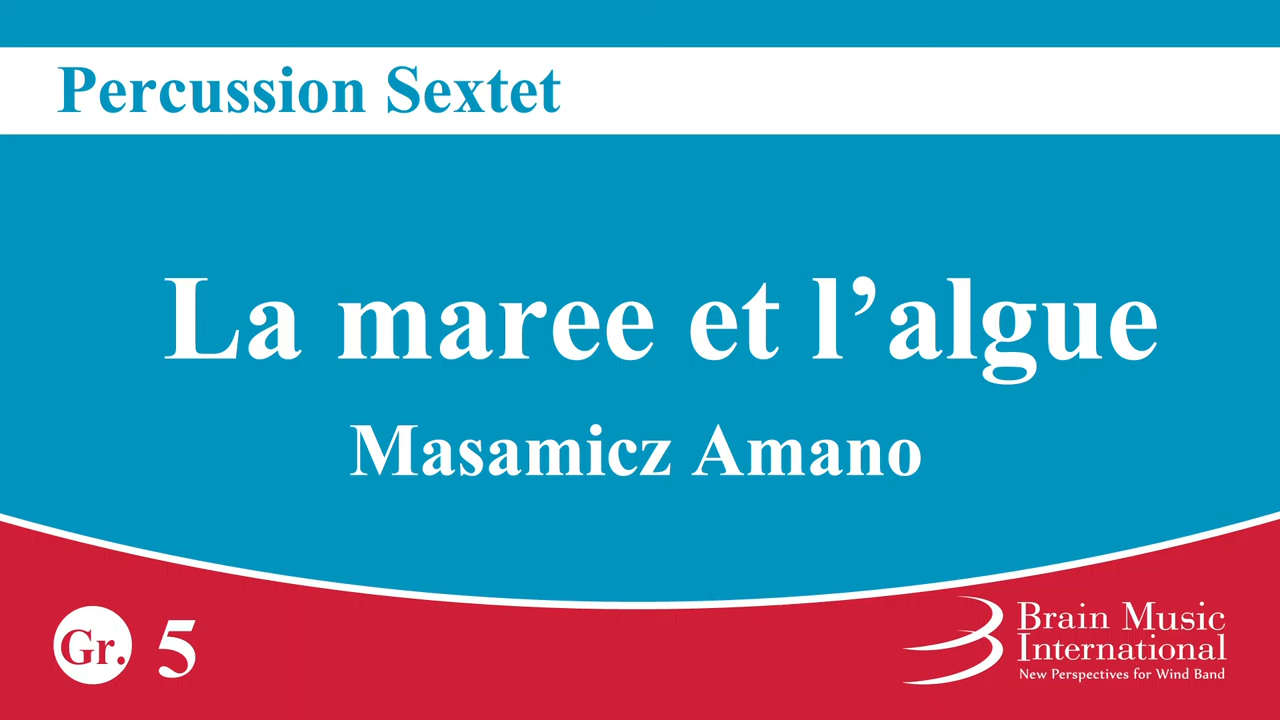 Percussion Sextet
La maree et l’algue
Masamicz Amano
Gr. 5
Brain Music
International
New Perspectives for Wind Band